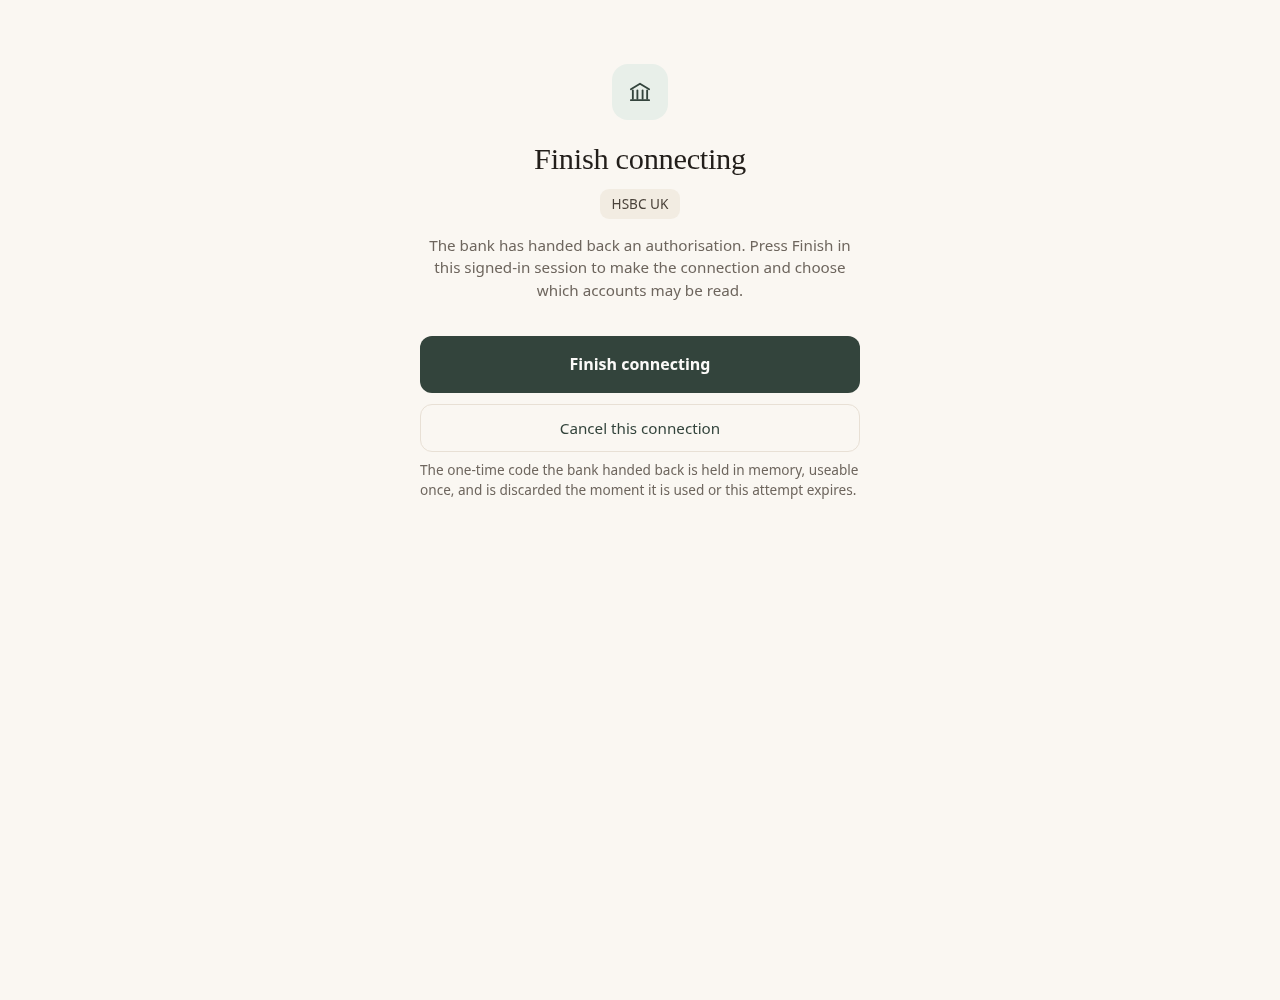 Finish connecting
HSBC UK
The bank has handed back an authorisation. Press Finish in
this signed-in session to make the connection and choose
which accounts may be read.
Finish connecting
Cancel this connection
The one-time code the bank handed back is held in memory, useable
once, and is discarded the moment it is used or this attempt expires.